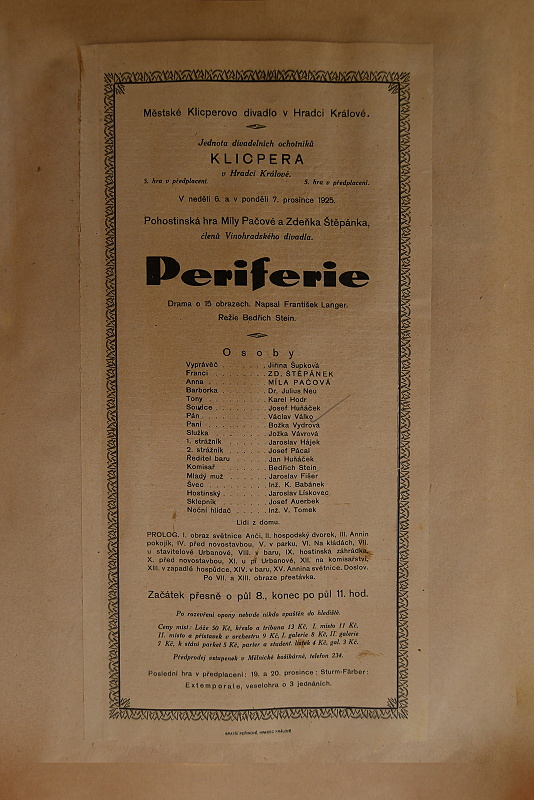 Městské Klicperovo divadlo v Hradci Králové.
Jednota divadelních ochotníků
KLICPERA
v Hradci Králové.
5. hra v předplacení. 5. hra v předplacení.
V neděli 6. a v pondělí 7. prosince 1925.
Pohostinská hra Míly Pačové a Zdeňka Štěpánka,
členů Vinohradského divadla.
Periferie
Drama o 15 obrazech. Napsal František Langer.
Režie Bedřich Stein.
Osoby
Vyprávěč . . . . . . . Jiřina Šupková
Franci . . . . . . . ZD. ŠTĚPÁNEK
Anna . . . . . . . MÍLA PAČOVÁ
Barborka . . . . . . . Dr. Julius Neu
Tony . . . . . . . Karel Hodr
Soudce . . . . . . . Josef Huňáček
Pán . . . . . . . Václav Válko
Paní . . . . . . . Božka Vydrová
Služka . . . . . . . Jožka Vávrová
1. strážník . . . . . . . Jaroslav Hájek
2. strážník . . . . . . . Josef Pácal
Ředitel baru . . . . . . . Jan Huňáček
Komisař . . . . . . . Bedřich Stein
Mladý muž . . . . . . . Jaroslav Fišer
Švec . . . . . . . Inž. K. Babánek
Hostinský . . . . . . . Jaroslav Lískovec
Sklepník . . . . . . . Josef Auerbek
Noční hlídač . . . . . . . Inž. V. Tomek
Lidi z domu.
PROLOG. I. obraz světnice Anči, II. hospodský dvorek, III. Annin
pokojík, IV. před novostavbou, V. v parku, VI. Na kládách, VII.
u stavitelové Urbanové, VIII. v baru, IX. hostinská záhrádka,
X. před novostavbou, XI. u pí Urbanové, XII. na komisařství,
XIII. v zapadlé hospůdce, XIV. v baru, XV. Annina světnice. Doslov.
Po VII. a XIII. obraze přestávka.
Začátek přesně o půl 8., konec po půl 11. hod.
Po rozevření opony nebude nikdo vpuštěn do hlediště.
Ceny míst: Lóže 50 Kč, křeslo a tribuna 13 Kč, I. místo 11 Kč,
II. místo a přístavek v orchestru 9 Kč, I. galerie 8 Kč, II. galerie
7 Kč, k stání parket 5 Kč, parter a student. lístek 4 Kč, gal. 3 Kč.
Předprodej vstupenek u Mělnické košikářně, telefon 234.
Poslední hra v předplacení: 19. a 20. prosince: Sturm-Färber:
Extemporale, veselohra o 3 jednáních.